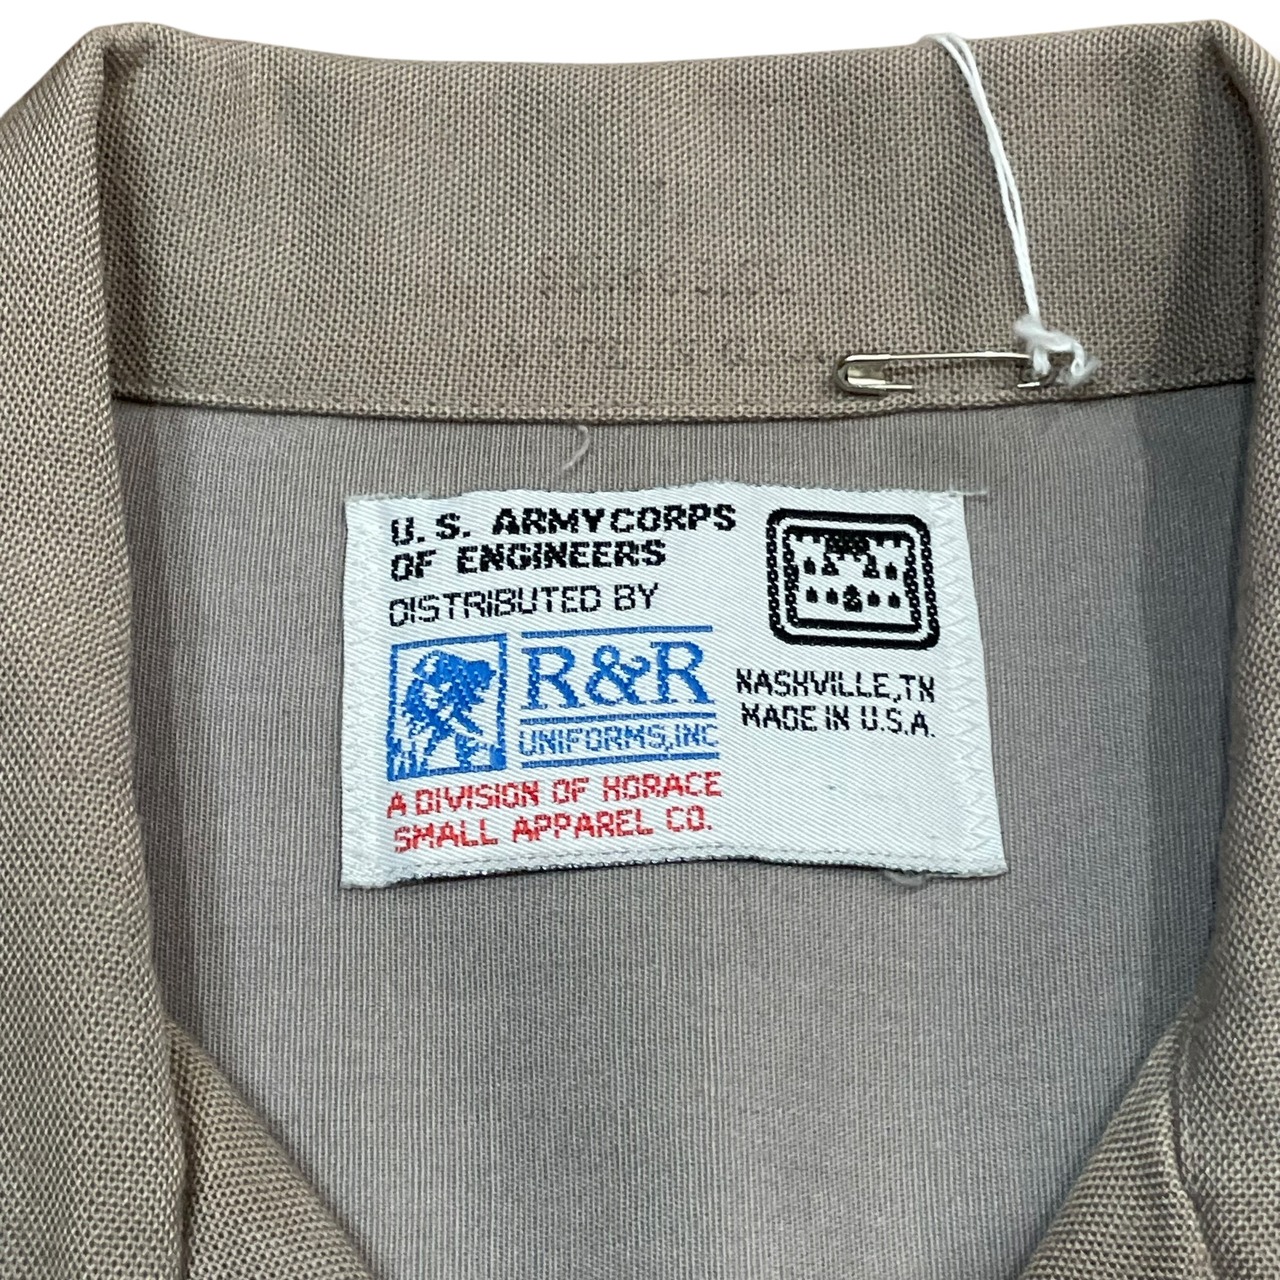 U. S. ARMY CORPS
OF ENGINEERS
DISTRIBUTED BY
R&R
UNIFORMS, INC
A DIVISION OF HORACE
SMALL APPAREL CO.
NASHVILLE, TN
MADE IN U.S.A.